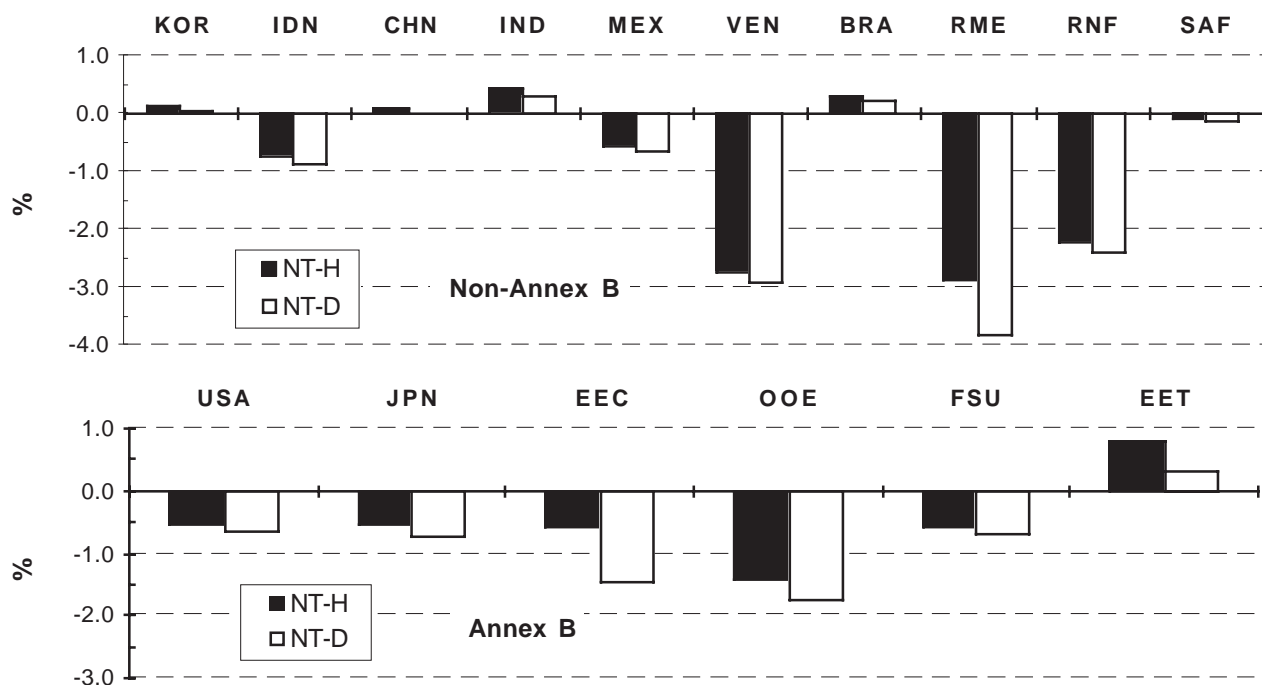 KOR IDN CHN IND MEX VEN BRA RME RNF SAF
1.0
0.0
-1.0
-2.0
-3.0
-4.0
%
NT-H
NT-D
Non-Annex B
USA JPN EEC OOE FSU EET
1.0
0.0
-1.0
-2.0
-3.0
%
NT-H
NT-D
Annex B